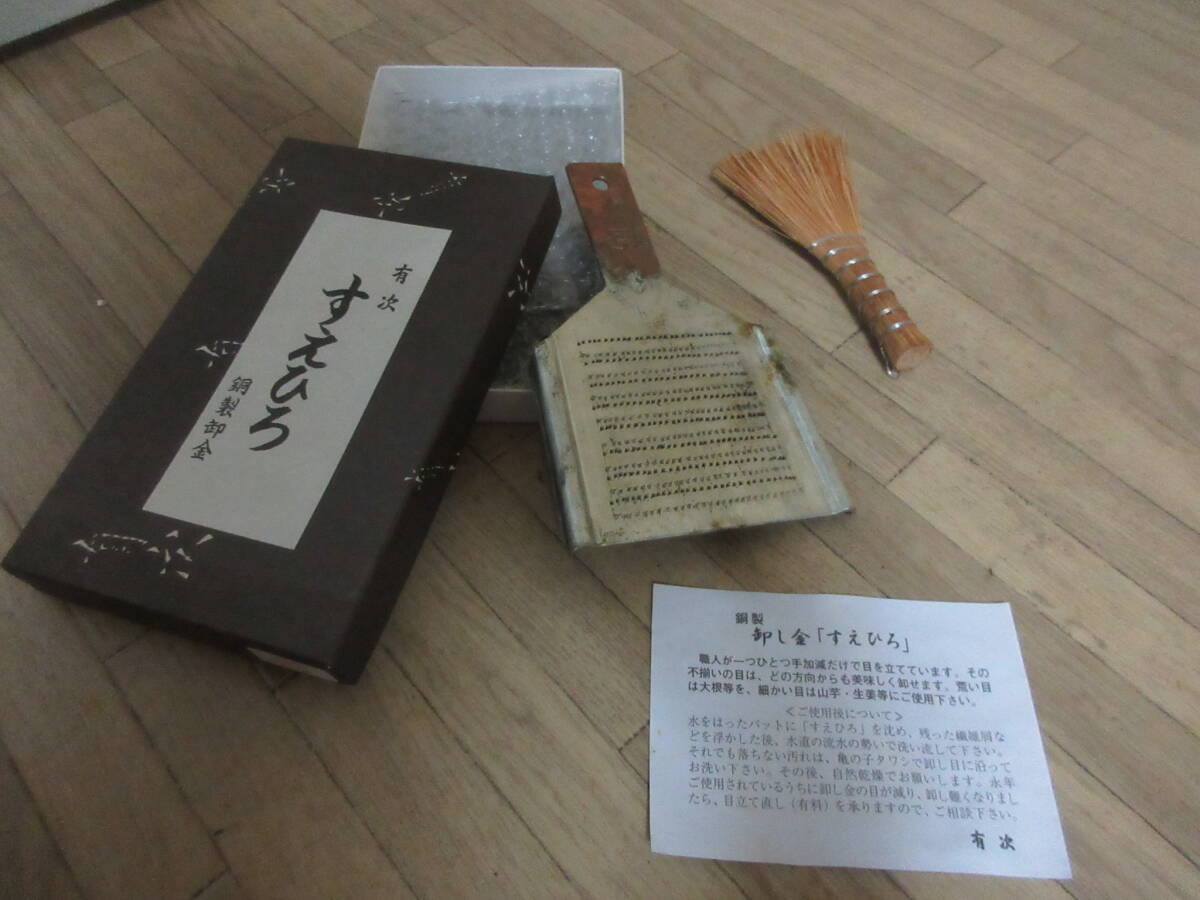 有次
すえひろ
銅製卸金
銅製
卸し金「すえひろ」
職人が一つひとつ手加減だけで目を立てています。その
不揃いの目は、どの方向からも美味しく卸せます。荒い目
は大根等を、細かい目は山芋・生姜等にご使用下さい。
＜ご使用後について＞
水をはったバットに「すえひろ」を沈め、残った繊維屑な
どを浮かした後、水道の流水の勢いで洗い流して下さい。
それでも落ちない汚れは、亀の子タワシで卸し目に沿って
お洗い下さい。その後、自然乾燥でお願いします。永年
ご使用されているうちに卸し金の目が減り、卸し難くなりまし
たら、目立て直し（有料）を承りますので、ご相談下さい。
有次